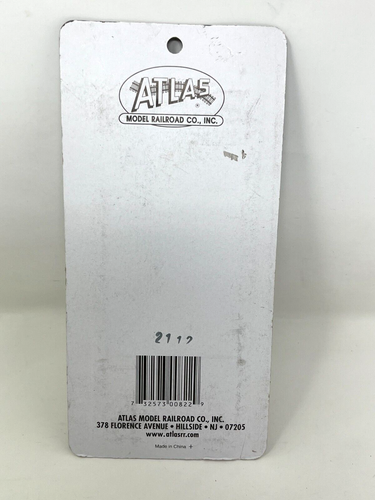 ATLAS
®
MODEL RAILROAD CO., INC.
2112
7 32573 00822 9
ATLAS MODEL RAILROAD CO., INC.
378 FLORENCE AVENUE • HILLSIDE • NJ • 07205
www.atlasrr.com
Made in China